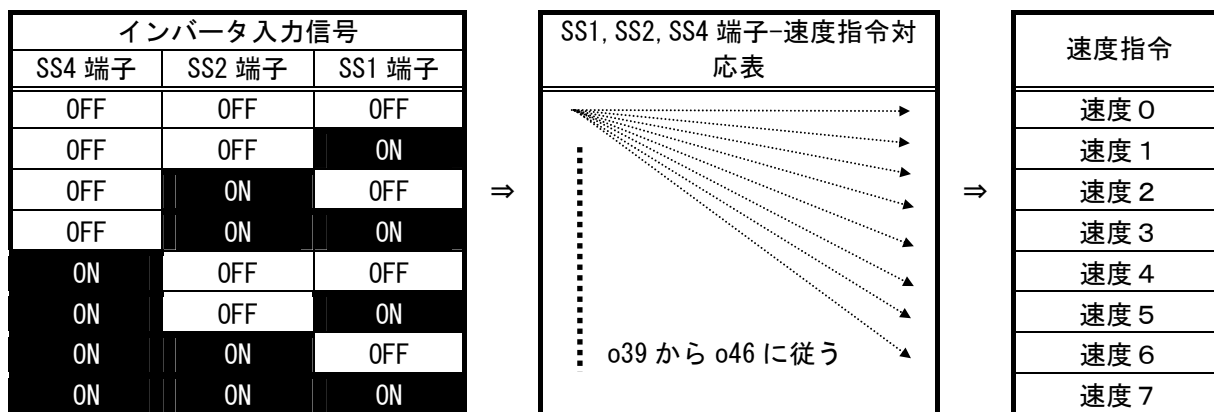 インバータ入力信号
SS4 端子 SS2 端子 SS1 端子
OFF OFF OFF
OFF OFF ON
OFF ON OFF
OFF ON ON
ON OFF OFF
ON OFF ON
ON ON OFF
ON ON ON
⇒
SS1, SS2, SS4 端子-速度指令対
応表
o39 から o46 に従う
⇒
速度指令
速度０
速度１
速度２
速度３
速度４
速度５
速度６
速度７